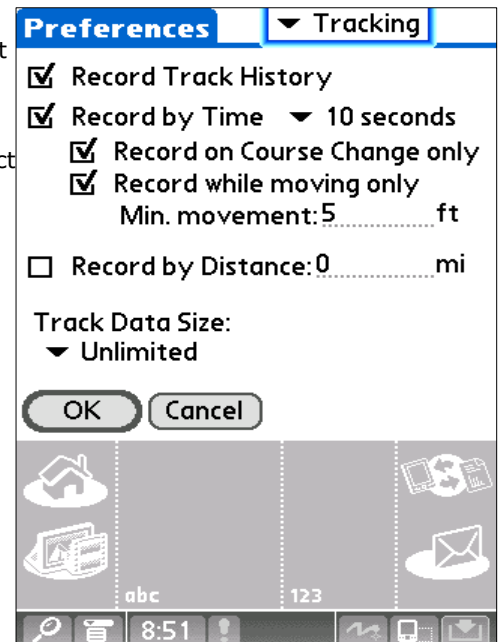 Preferences
Tracking
t
Record Track History
Record by Time 10 seconds
ct
Record on Course Change only
Record while moving only
Min. movement: 5 ft
Record by Distance: 0 mi
Track Data Size:
Unlimited
OK Cancel
abc 123
8:51